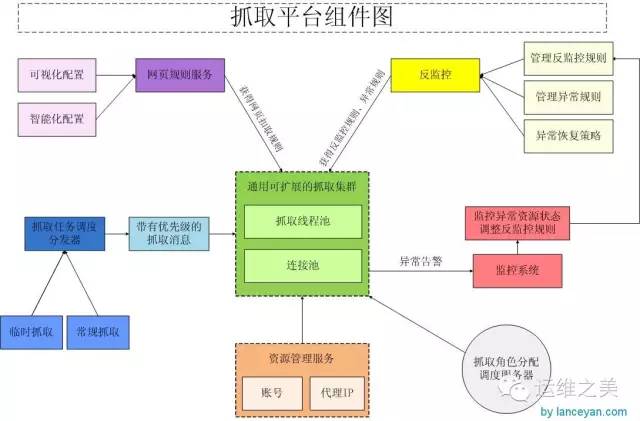 抓取平台组件图
可视化配置
智能化配置
网页规则服务
反监控
管理反监控规则
管理异常规则
异常恢复策略
获得网页扣取规则
获得反监控规则、异常规则
通用可扩展的抓取集群
抓取线程池
连接池
抓取任务调度
分发器
带有优先级的
抓取消息
临时抓取
常规抓取
异常告警
监控异常资源状态
调整反监控规则
监控系统
资源管理服务
账号
代理IP
抓取角色分配
调度服务器
运维之美
by lanceyan.com